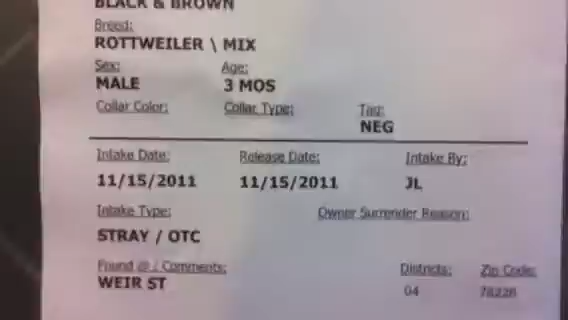 BLACK & BROWN
Breed:
ROTTWEILER \ MIX
Sex: Age:
MALE 3 MOS
Collar Color: Collar Type: Tag:
NEG
Intake Date: Release Date: Intake By:
11/15/2011 11/15/2011 JL
Intake Type: Owner Surrender Reason:
STRAY / OTC
Found @ / Comments: Districts: Zip Code:
WEIR ST 04 78228